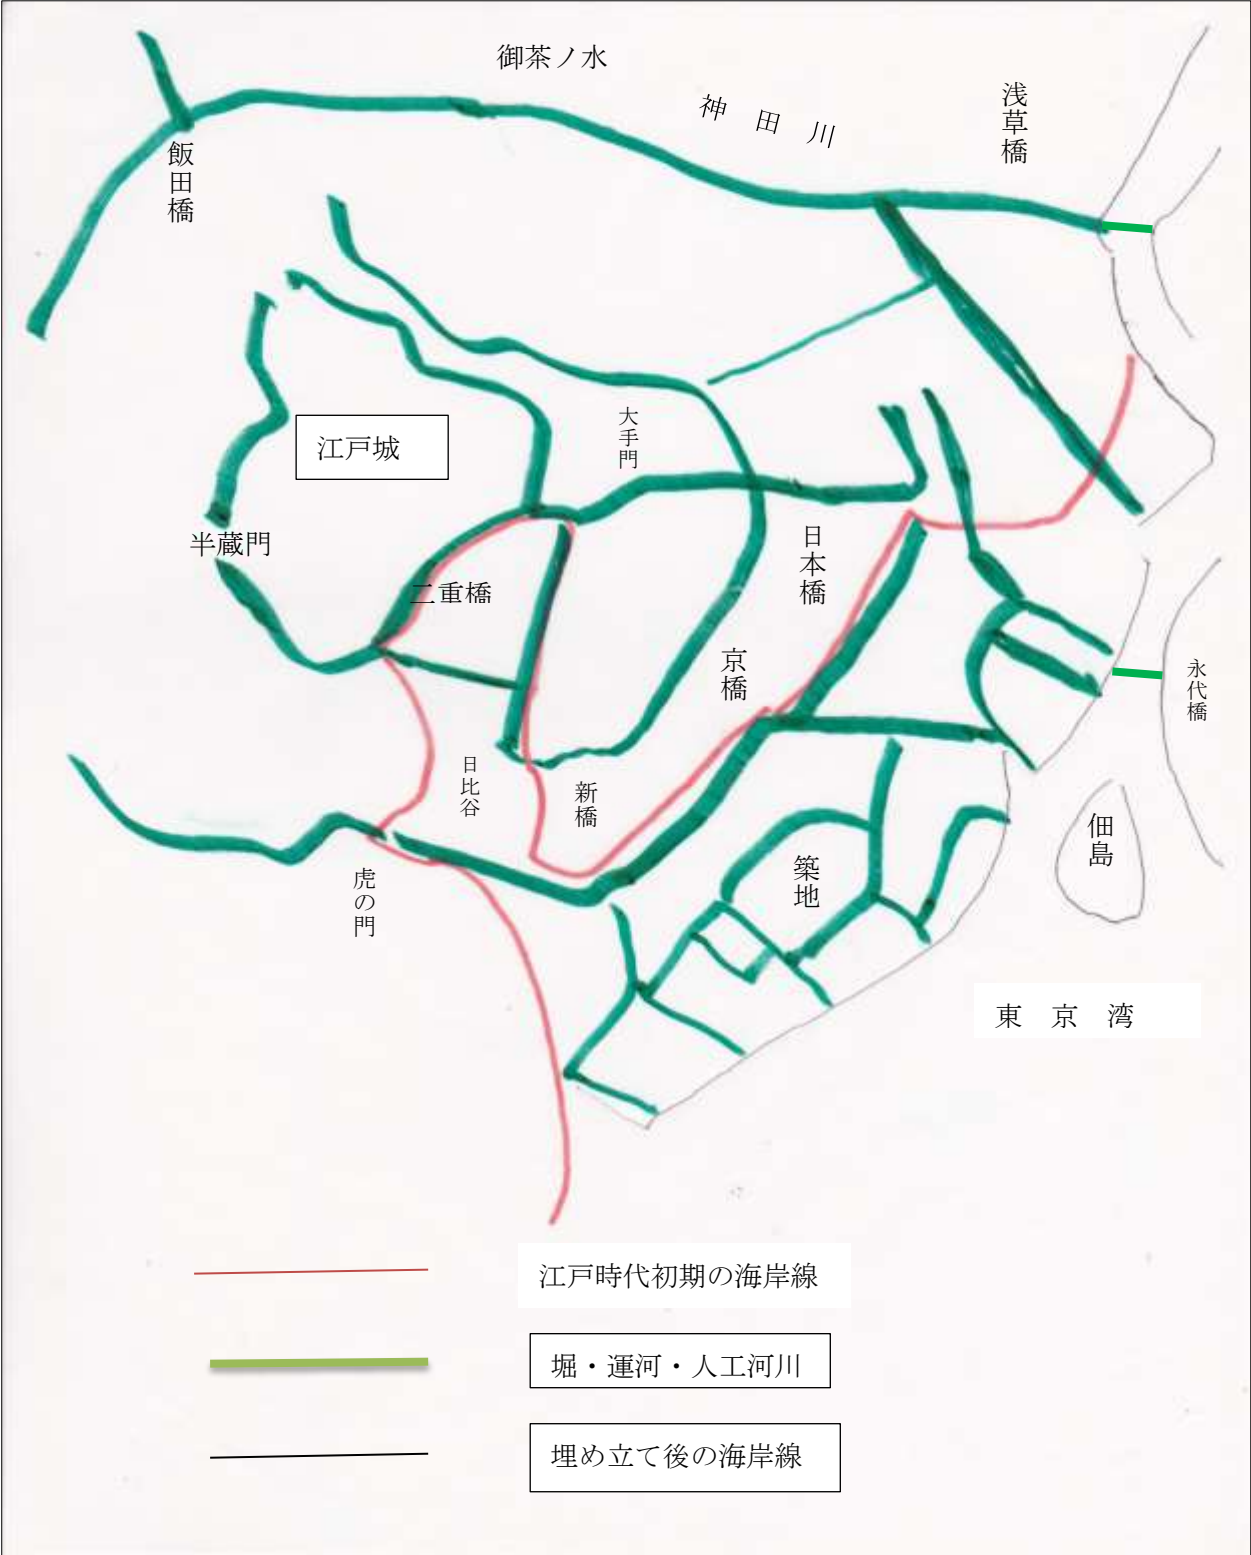 御茶ノ水
神田川
浅草橋
飯田橋
大手門
江戸城
半蔵門
二重橋
日本橋
京橋
永代橋
日比谷
新橋
佃島
築地
虎の門
東京湾
江戸時代初期の海岸線
堀・運河・人工河川
埋め立て後の海岸線